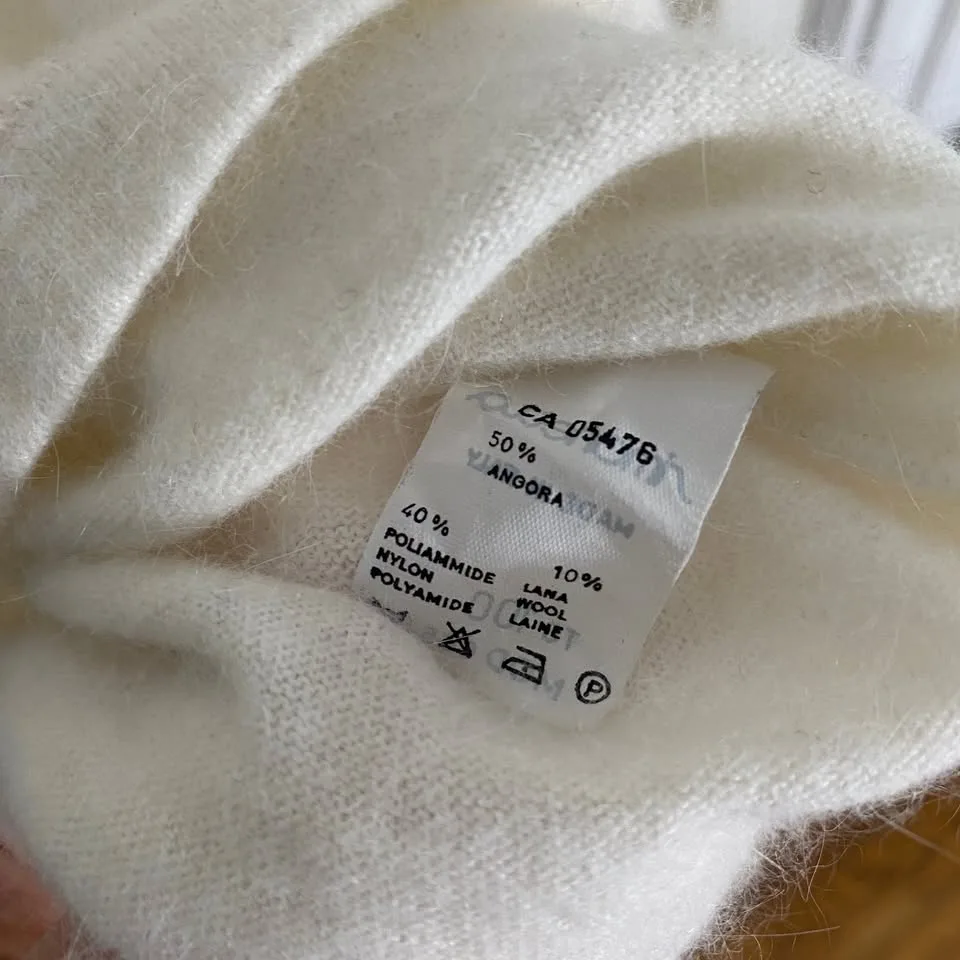 CA 05476
50%
ANGORA
40%
POLIAMMIDE
NYLON
POLYAMIDE
10%
LANA
WOOL
LAINE
P